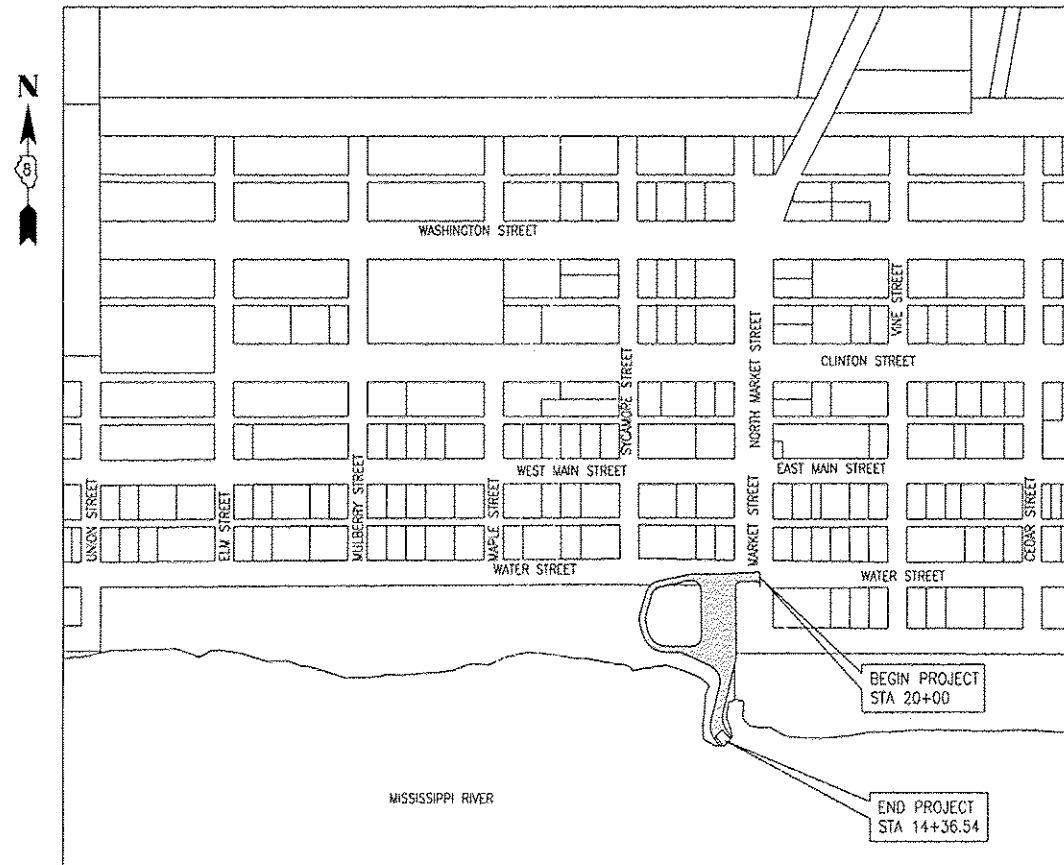 N
8
WASHINGTON STREET
VINE STREET
CLINTON STREET
NORTH MARKET STREET
SYCAMORE STREET
WEST MAIN STREET
EAST MAIN STREET
UNION STREET
ELM STREET
MULBERRY STREET
MAPLE STREET
MARKET STREET
CEDAR STREET
WATER STREET
WATER STREET
BEGIN PROJECT
STA 20+00
MISSISSIPPI RIVER
END PROJECT
STA 14+36.54